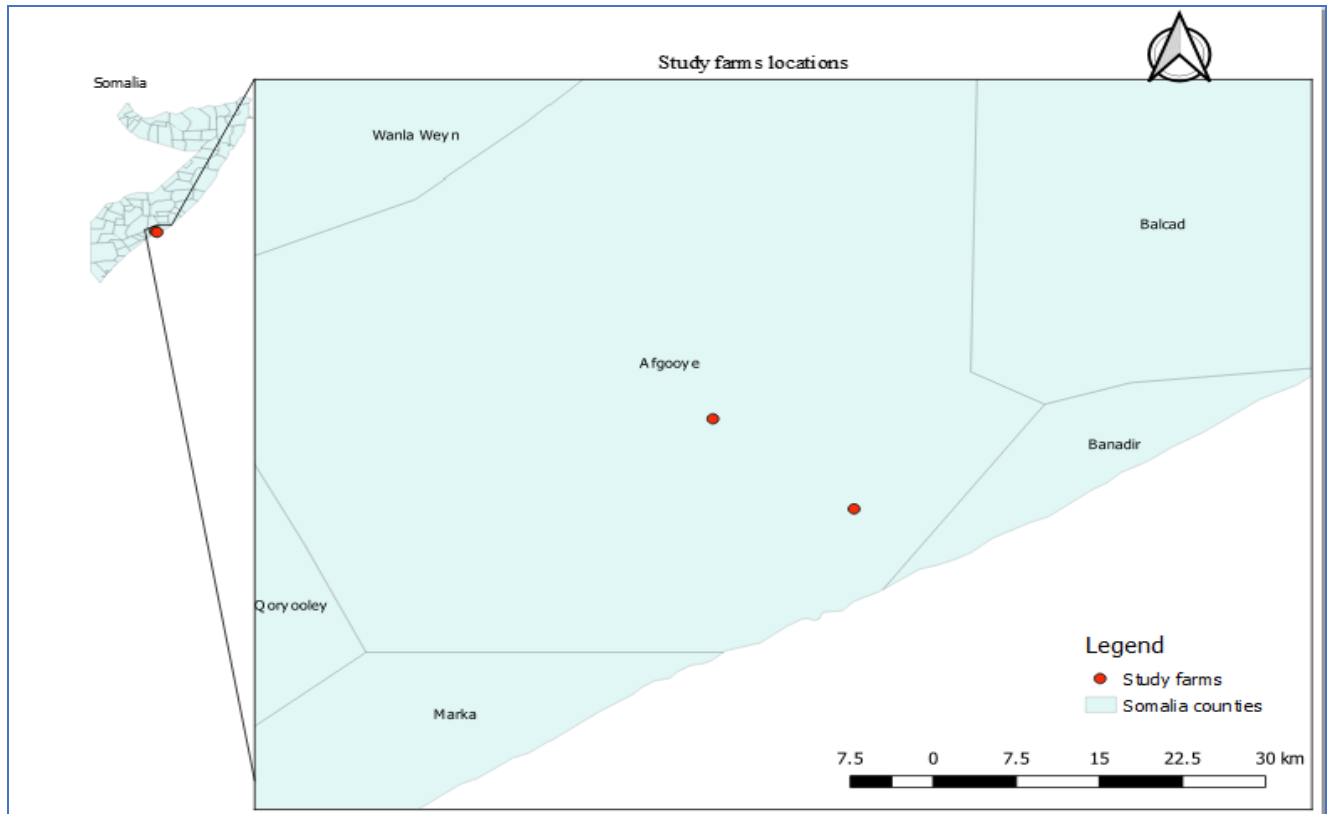 Study farms locations
Somalia
Wanla Weyn
Balcad
Afgooye
Banadir
Qoryooley
Marka
Legend
Study farms
Somalia counties
7.5 0 7.5 15 22.5 30 km